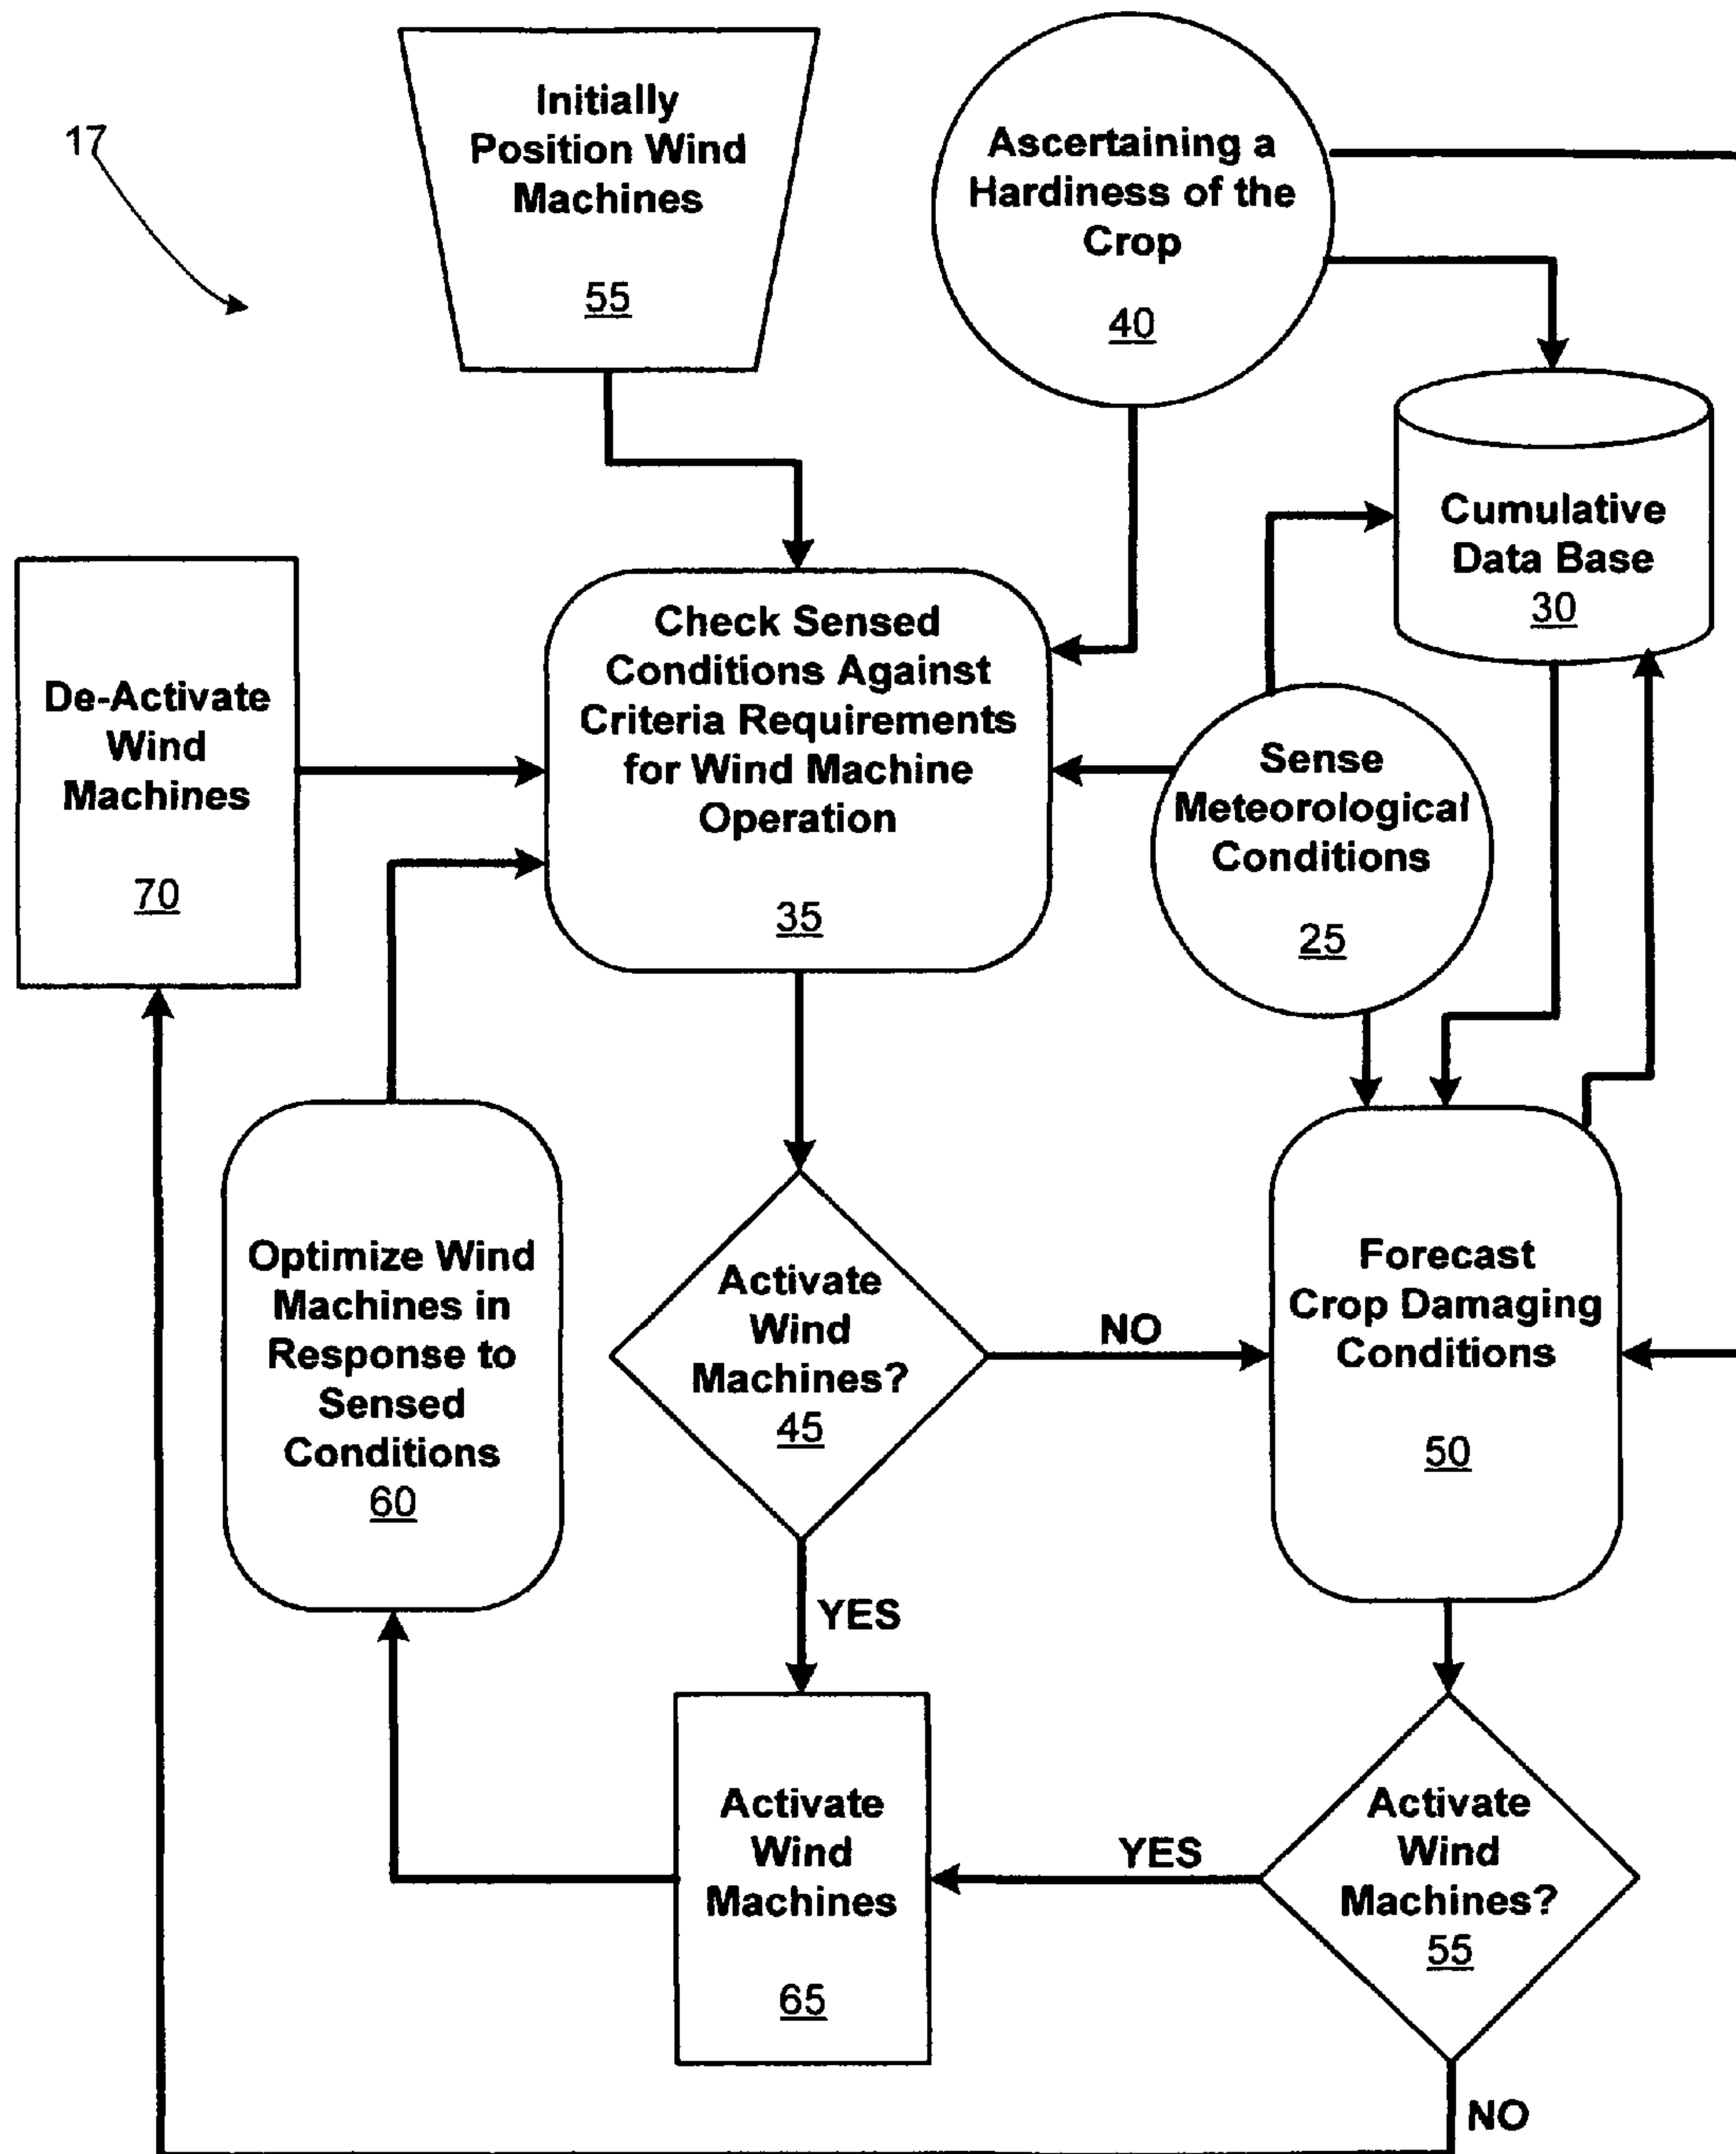 17
Initially
Position Wind
Machines
55
Ascertaining a
Hardiness of the
Crop
40
Cumulative
Data Base
30
De-Activate
Wind
Machines
70
Check Sensed
Conditions Against
Criteria Requirements
for Wind Machine
Operation
35
Sense
Meteorological
Conditions
25
Optimize Wind
Machines in
Response to
Sensed
Conditions
60
Activate
Wind
Machines?
45
NO
Forecast
Crop Damaging
Conditions
50
YES
Activate
Wind
Machines
65
YES
Activate
Wind
Machines?
55
NO